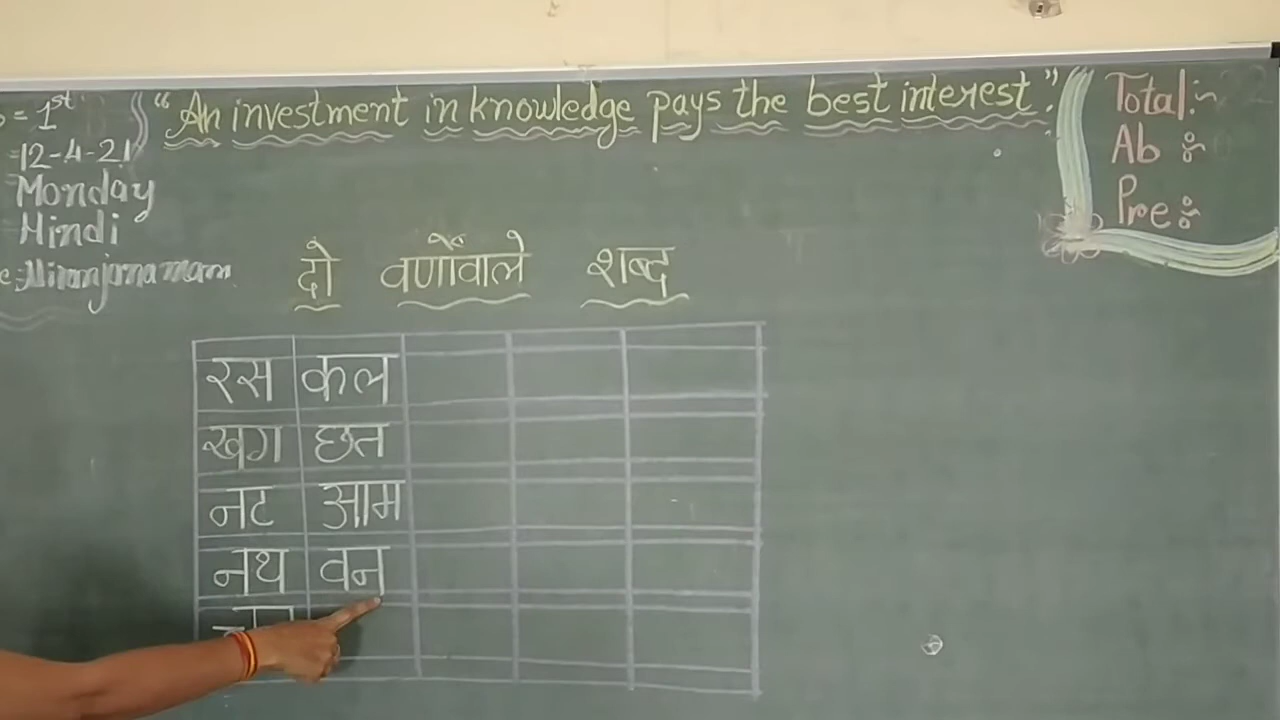 = 1st
12-4-21
Monday
Hindi
"An investment in knowledge pays the best interest".
Total:~
Ab :~
Pre :~
दो वर्णोंवाले शब्द
रस कल
खग छत
नट आम
नथ वन